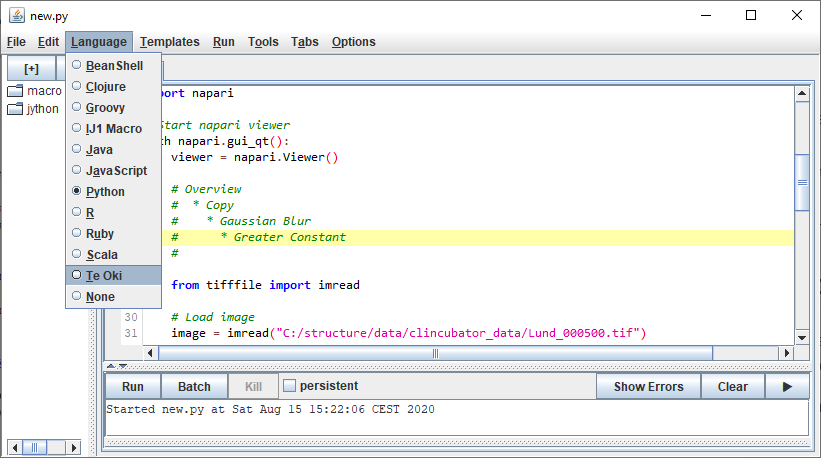 new.py
File Edit Language Templates Run Tools Tabs Options
[+]
macro
jython
BeanShell
Clojure
Groovy
IJ1 Macro
Java
JavaScript
Python
R
Ruby
Scala
Te Oki
None
ort napari
Start napari viewer
th napari.gui_qt():
viewer = napari.Viewer()
# Overview
# * Copy
# * Gaussian Blur
# * Greater Constant
#
from tifffile import imread
30 # Load image
31 image = imread("C:/structure/data/clincubator_data/Lund_000500.tif")
Run Batch Kill persistent Show Errors Clear
Started new.py at Sat Aug 15 15:22:06 CEST 2020